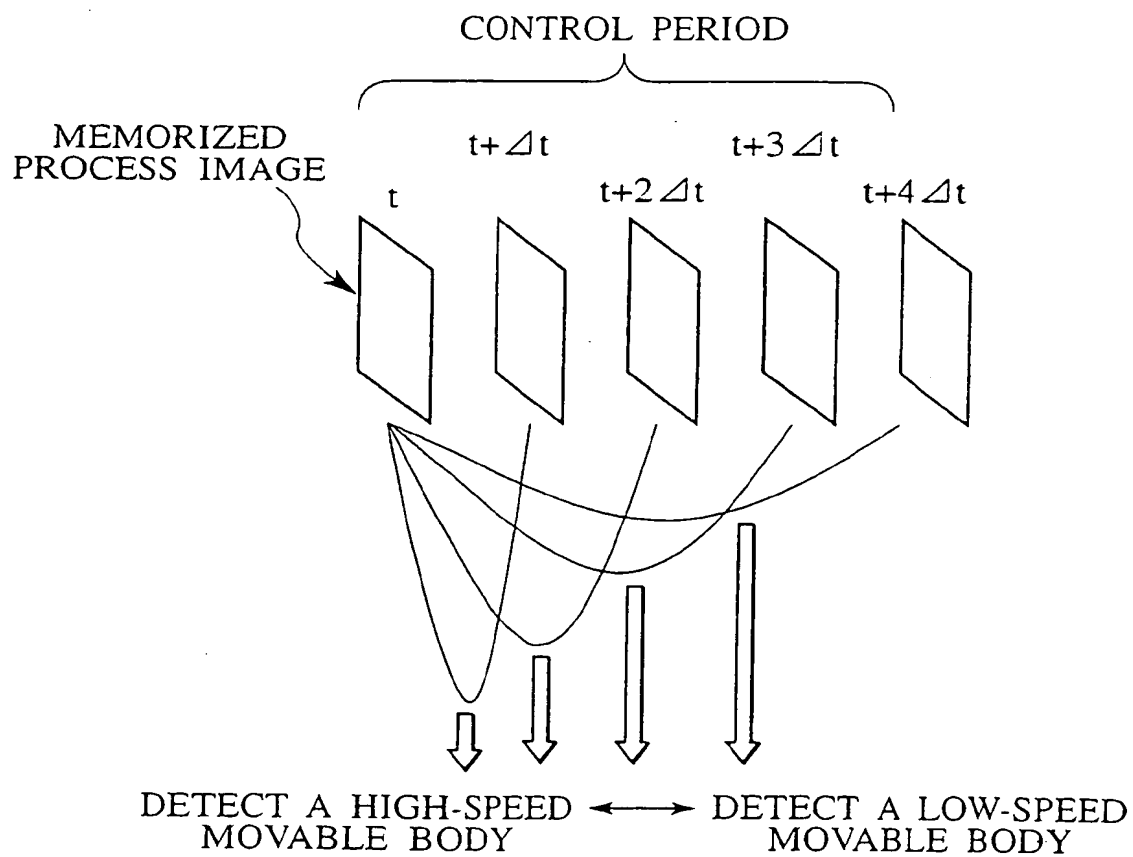 CONTROL PERIOD
MEMORIZED
PROCESS IMAGE
t
t+⊿t
t+2⊿t
t+3⊿t
t+4⊿t
DETECT A HIGH-SPEED
MOVABLE BODY
DETECT A LOW-SPEED
MOVABLE BODY